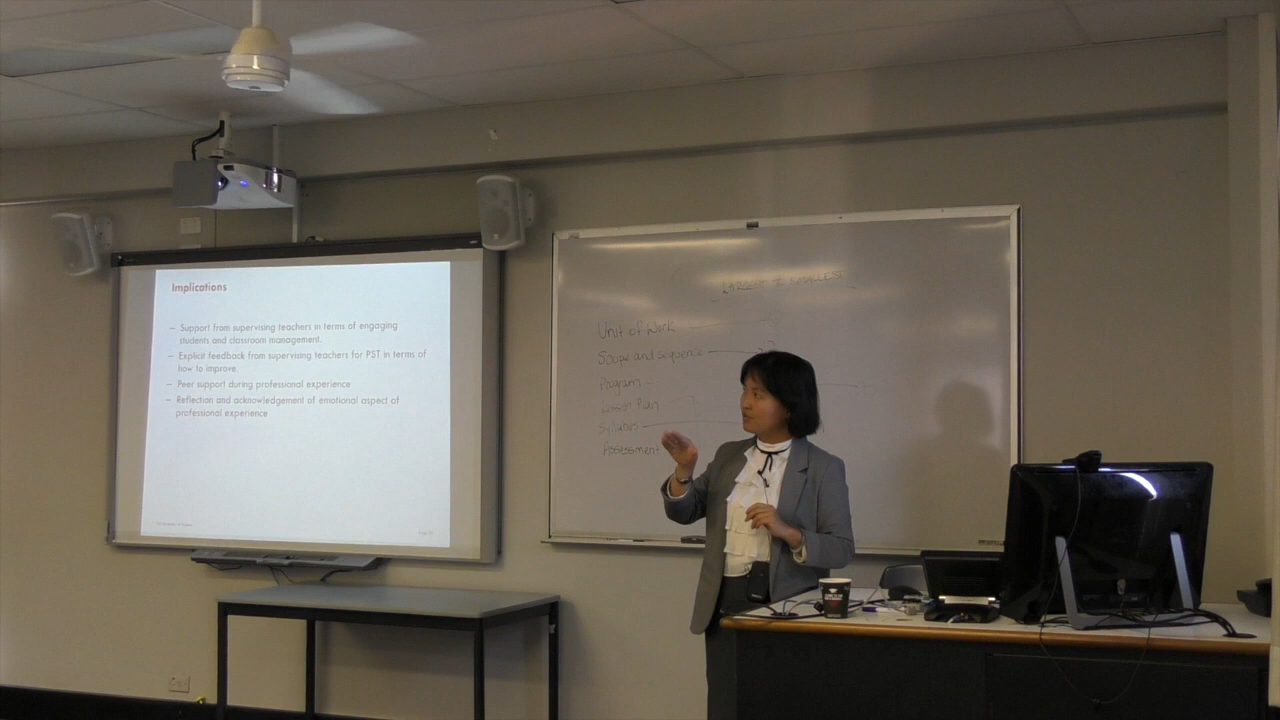 Implications
– Support from supervising teachers in terms of engaging
students and classroom management.
– Explicit feedback from supervising teachers for PST in terms of
how to improve.
– Peer support during professional experience
– Reflection and acknowledgement of emotional aspect of
professional experience
LARGEST → SMALLEST
Unit of Work
Scope and Sequence
Program
Lesson Plan
Syllabus
Assessment